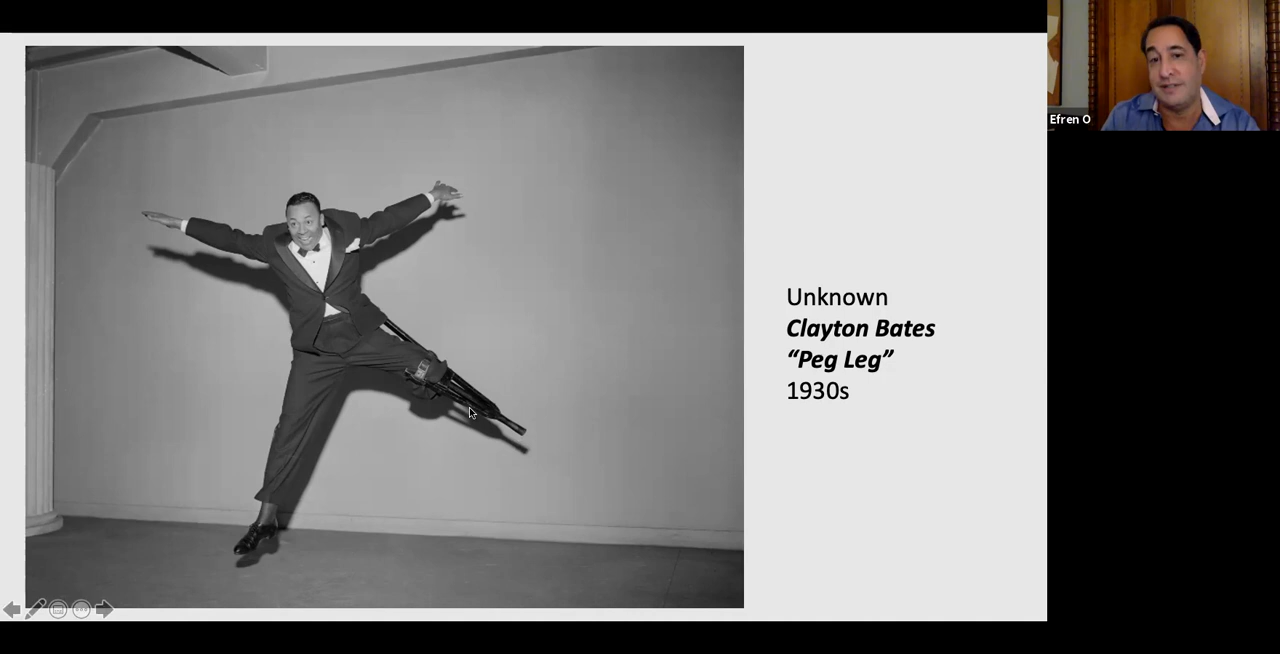 Unknown
Clayton Bates
“Peg Leg”
1930s
Efren O